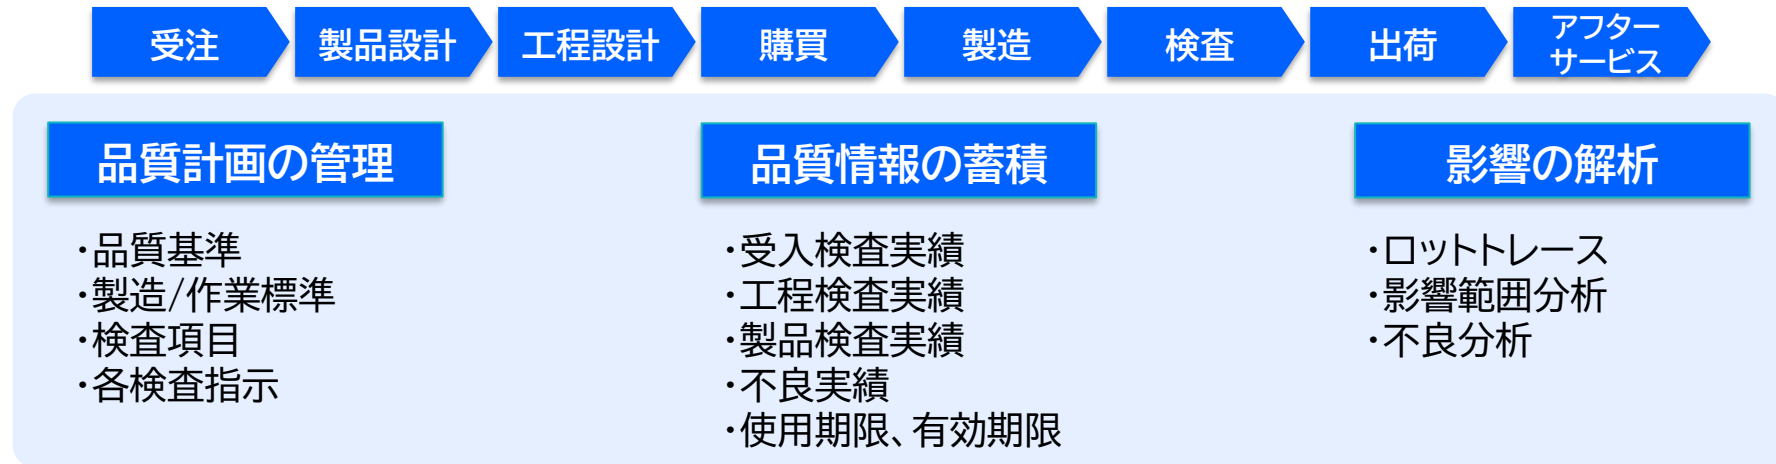 受注
製品設計
工程設計
購買
製造
検査
出荷
アフター
サービス
品質計画の管理
・品質基準
・製造/作業標準
・検査項目
・各検査指示
品質情報の蓄積
・受入検査実績
・工程検査実績
・製品検査実績
・不良実績
・使用期限、有効期限
影響の解析
・ロットトレース
・影響範囲分析
・不良分析